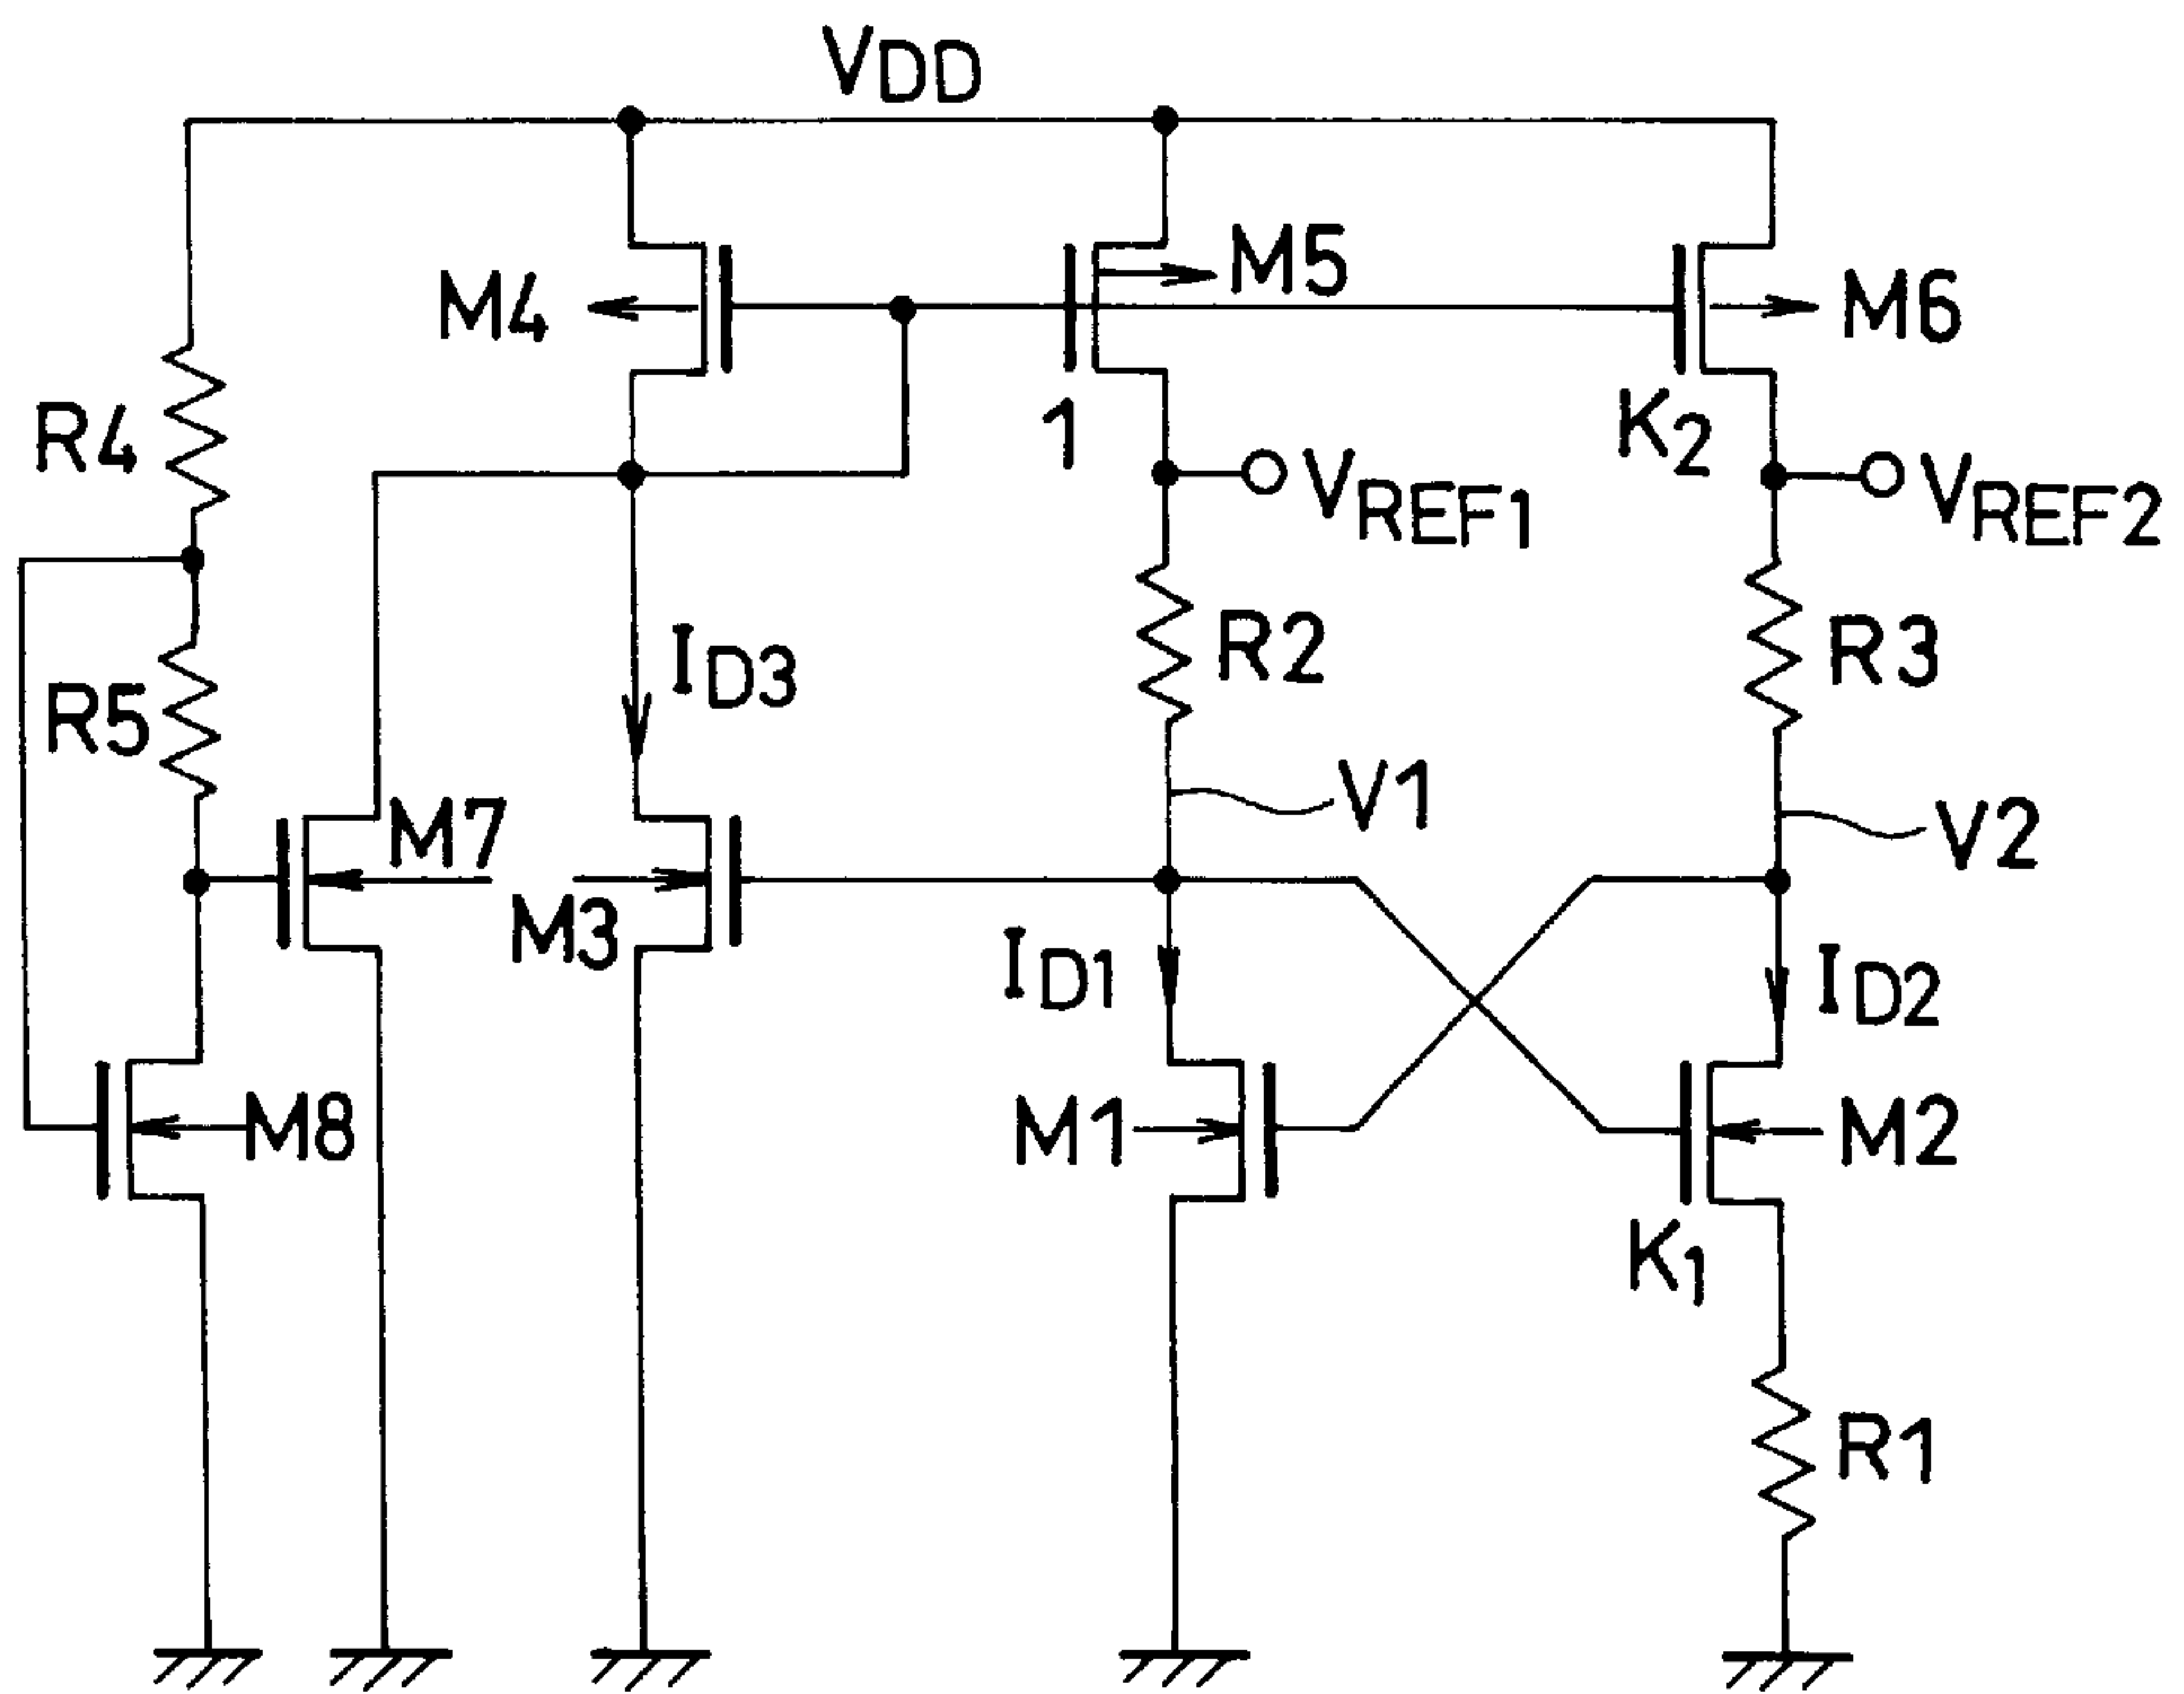 VDD
M4
M5
M6
R4
1
K2
VREF1
VREF2
ID3
R2
R3
R5
V1
V2
M7
M3
ID1
ID2
M8
M1
M2
K1
R1